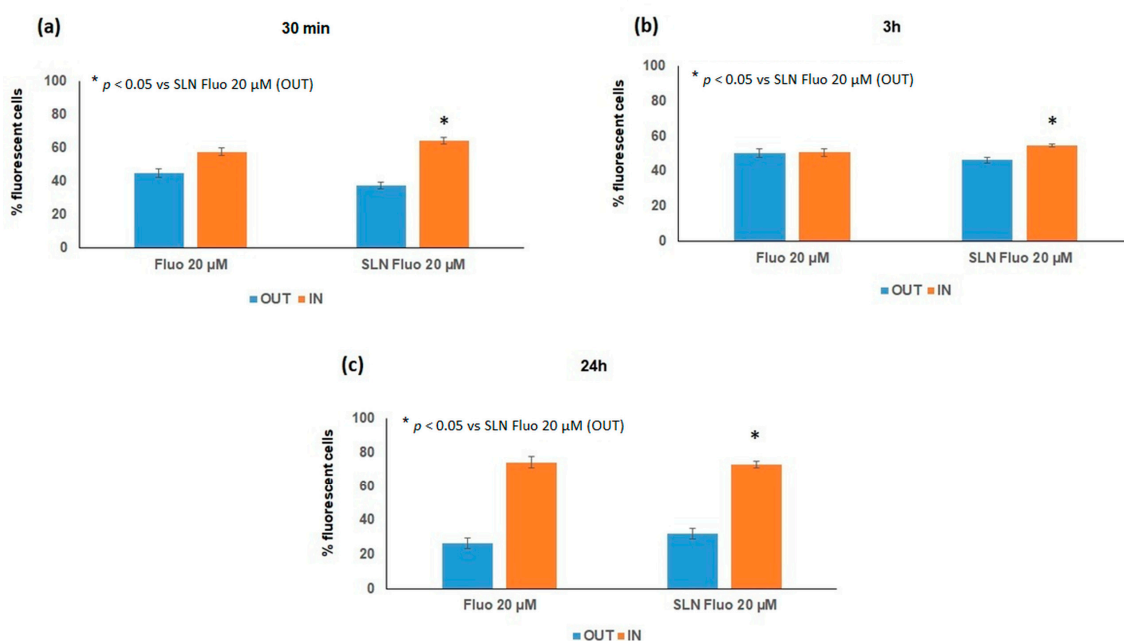 (a)
30 min
* p < 0.05 vs SLN Fluo 20 µM (OUT)
% fluorescent cells
100
80
60
40
20
0
*
Fluo 20 µM
SLN Fluo 20 µM
OUT IN
(b)
3h
* p < 0.05 vs SLN Fluo 20 µM (OUT)
% fluorescent cells
100
80
60
40
20
0
*
Fluo 20 µM
SLN Fluo 20 µM
OUT IN
(c)
24h
* p < 0.05 vs SLN Fluo 20 µM (OUT)
% fluorescent cells
100
80
60
40
20
0
*
Fluo 20 µM
SLN Fluo 20 µM
OUT IN